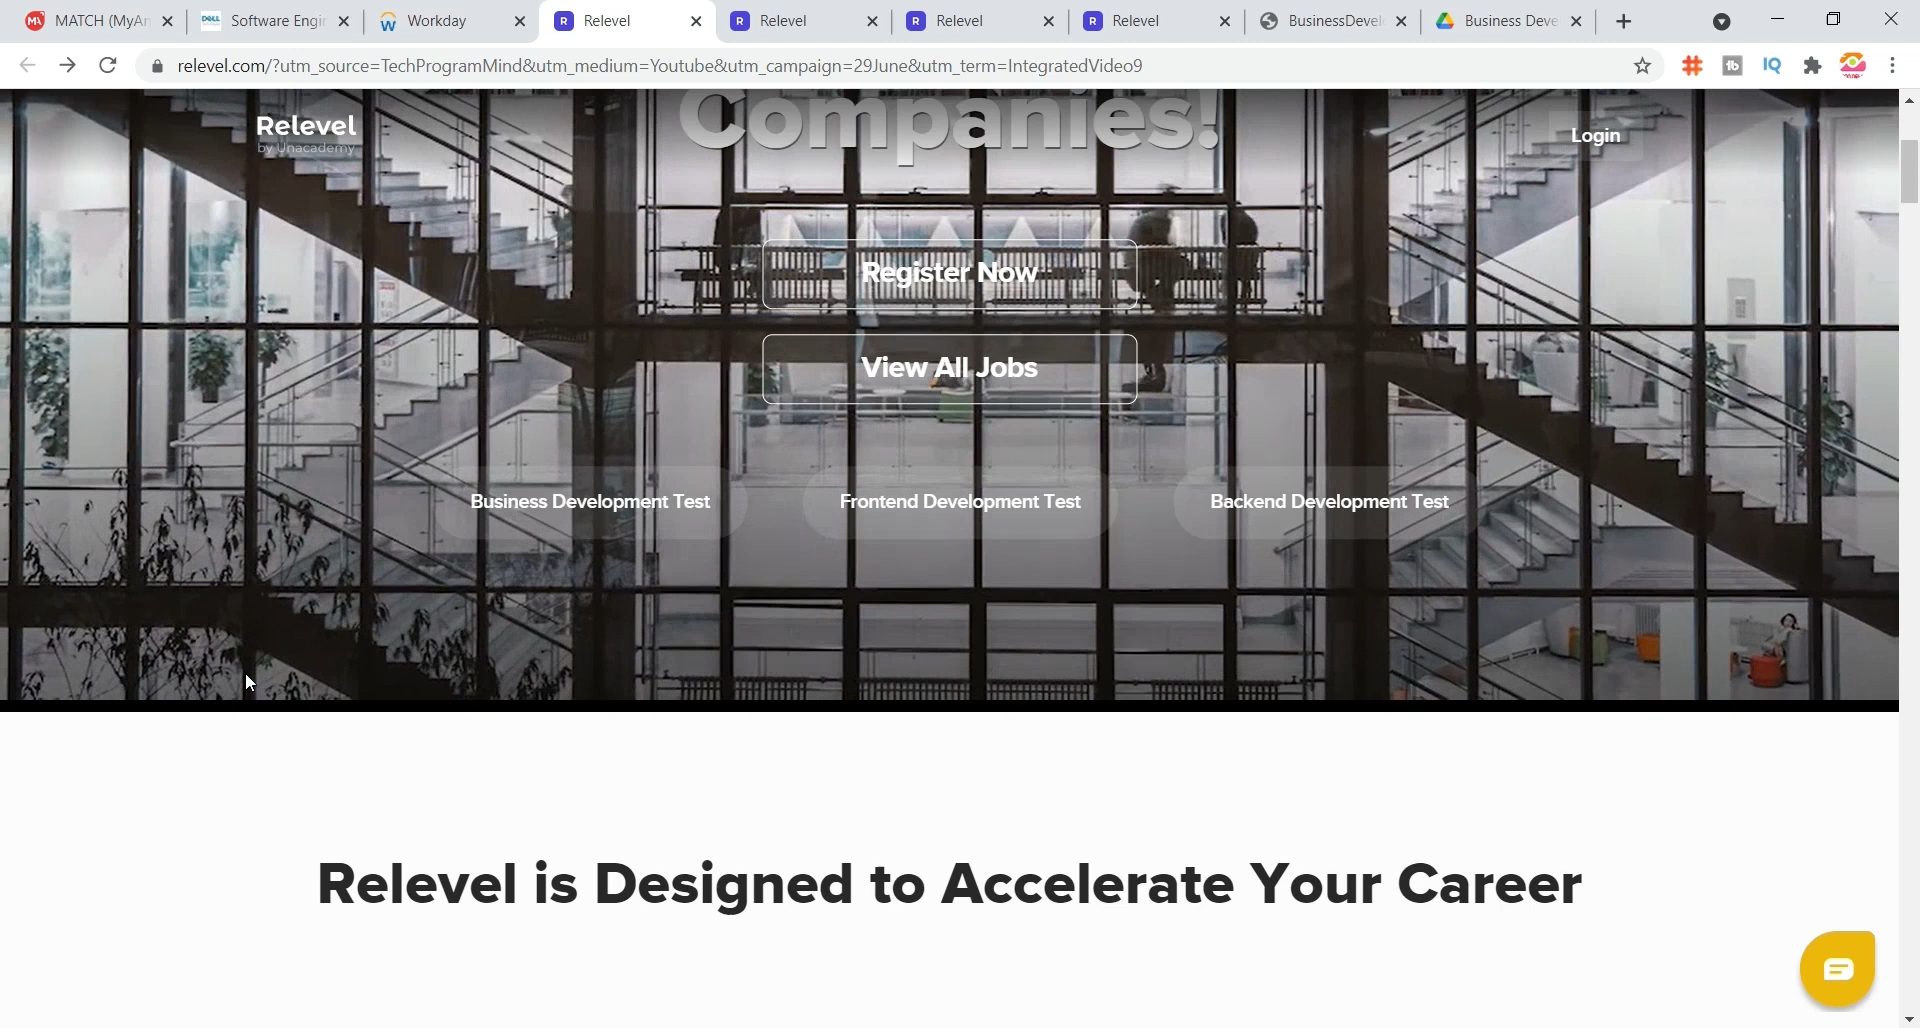 MATCH (MyAn
Software Engin
Workday
Relevel
Relevel
Relevel
Relevel
BusinessDevel
Business Deve
relevel.com/?utm_source=TechProgramMind&utm_medium=Youtube&utm_campaign=29June&utm_term=IntegratedVideo9
Companies!
Relevel
by Unacademy
Login
Register Now
View All Jobs
Business Development Test
Frontend Development Test
Backend Development Test
Relevel is Designed to Accelerate Your Career